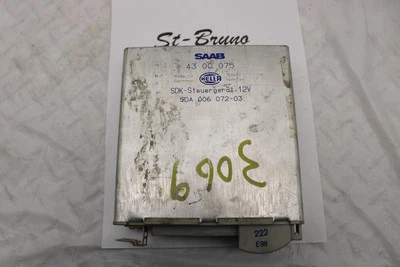 St-Bruno
SAAB
43 00 075
HELLA
SDK-Steuergerät-12V
5DA 006 072-03
3069
222
E98